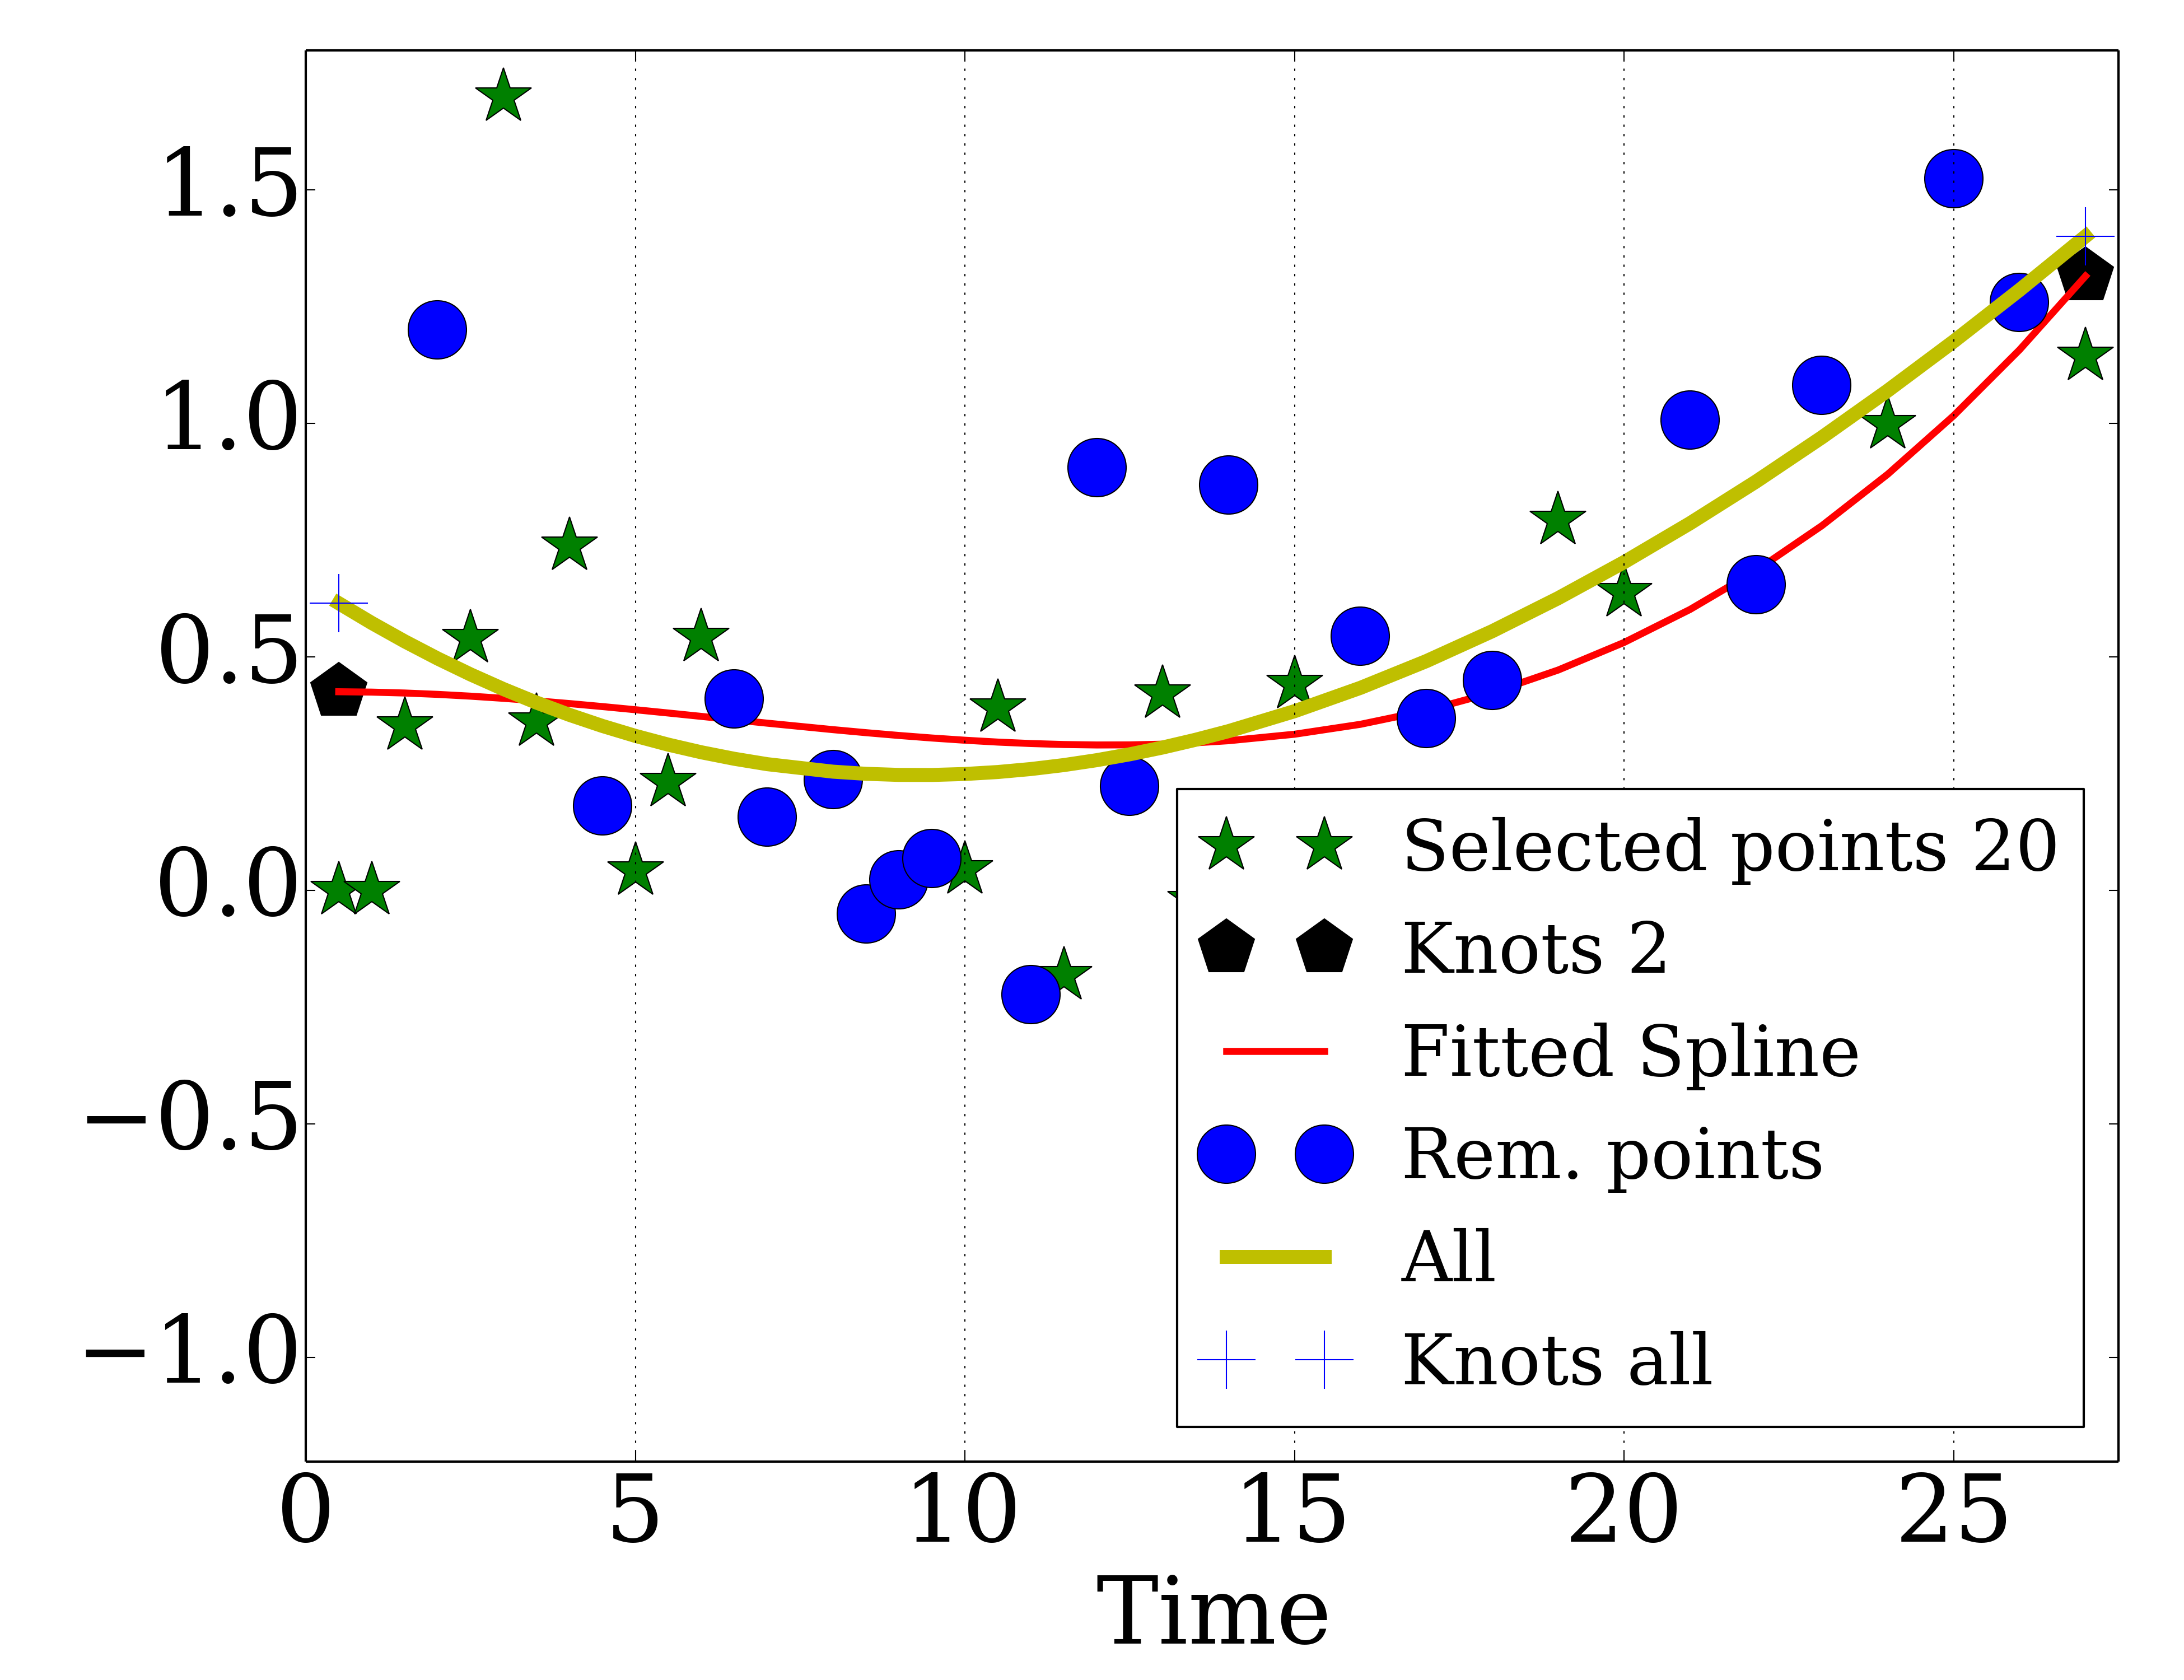 1.5
1.0
0.5
0.0
−0.5
−1.0
0 5 10 15 20 25
Time
Selected points 20
Knots 2
Fitted Spline
Rem. points
All
Knots all